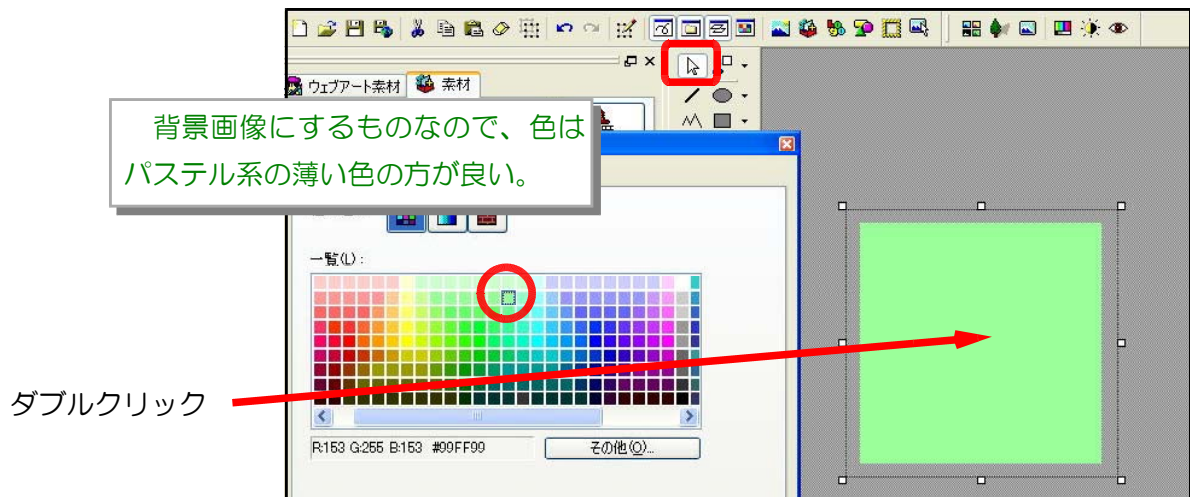 ウェブアート素材 素材
背景画像にするものなので、色は
パステル系の薄い色の方が良い。
一覧(L):
ダブルクリック
R:153 G:255 B:153 #99FF99
その他(O)...